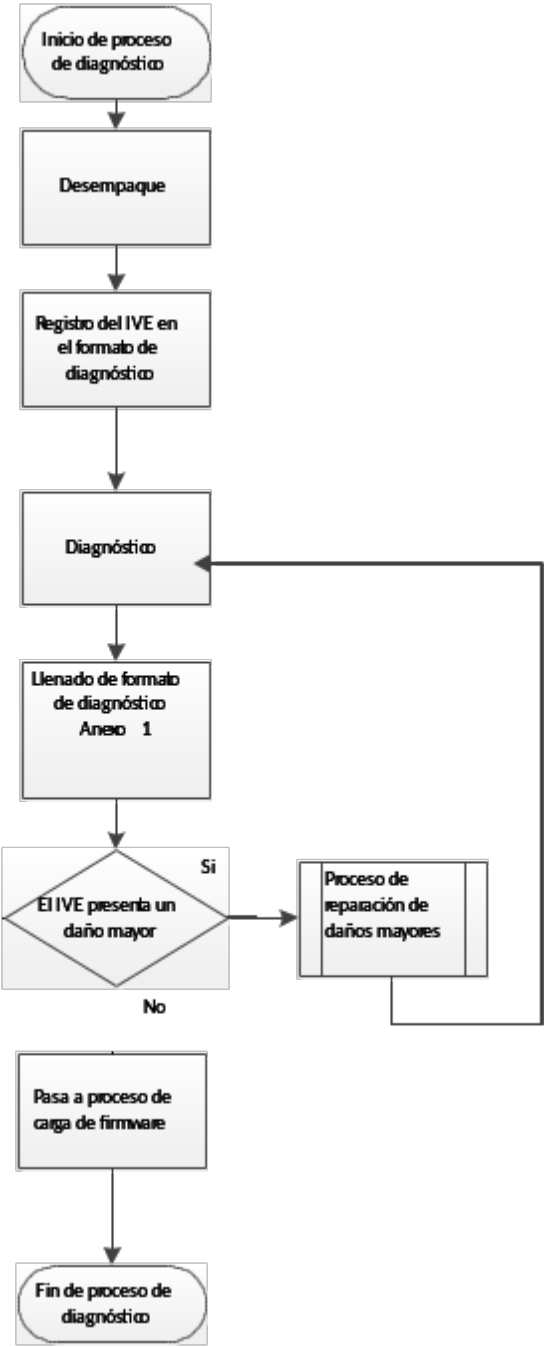 Inicio de proceso
de diagnóstico
Desempaque
Registro del IVE en
el formato de
diagnóstico
Diagnóstico
Llenado de formato
de diagnóstico
Anexo 1
Si
El IVE presenta un
daño mayor
Proceso de
reparación de
daños mayores
No
Pasa a proceso de
carga de firmware
Fin de proceso de
diagnóstico